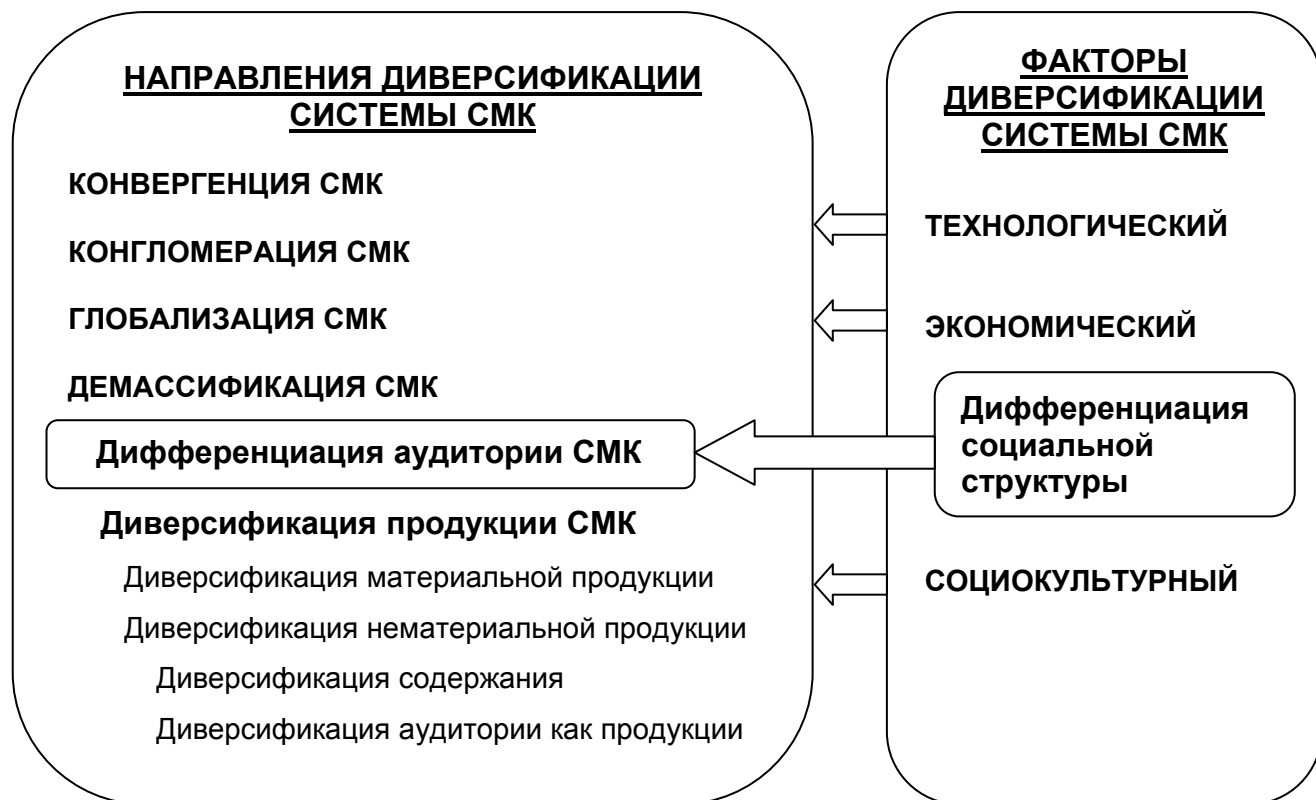 НАПРАВЛЕНИЯ ДИВЕРСИФИКАЦИИ
СИСТЕМЫ СМК
КОНВЕРГЕНЦИЯ СМК
КОНГЛОМЕРАЦИЯ СМК
ГЛОБАЛИЗАЦИЯ СМК
ДЕМАССИФИКАЦИЯ СМК
Дифференциация аудитории СМК
Диверсификация продукции СМК
Диверсификация материальной продукции
Диверсификация нематериальной продукции
Диверсификация содержания
Диверсификация аудитории как продукции
ФАКТОРЫ
ДИВЕРСИФИКАЦИИ
СИСТЕМЫ СМК
ТЕХНОЛОГИЧЕСКИЙ
ЭКОНОМИЧЕСКИЙ
Дифференциация
социальной
структуры
СОЦИОКУЛЬТУРНЫЙ